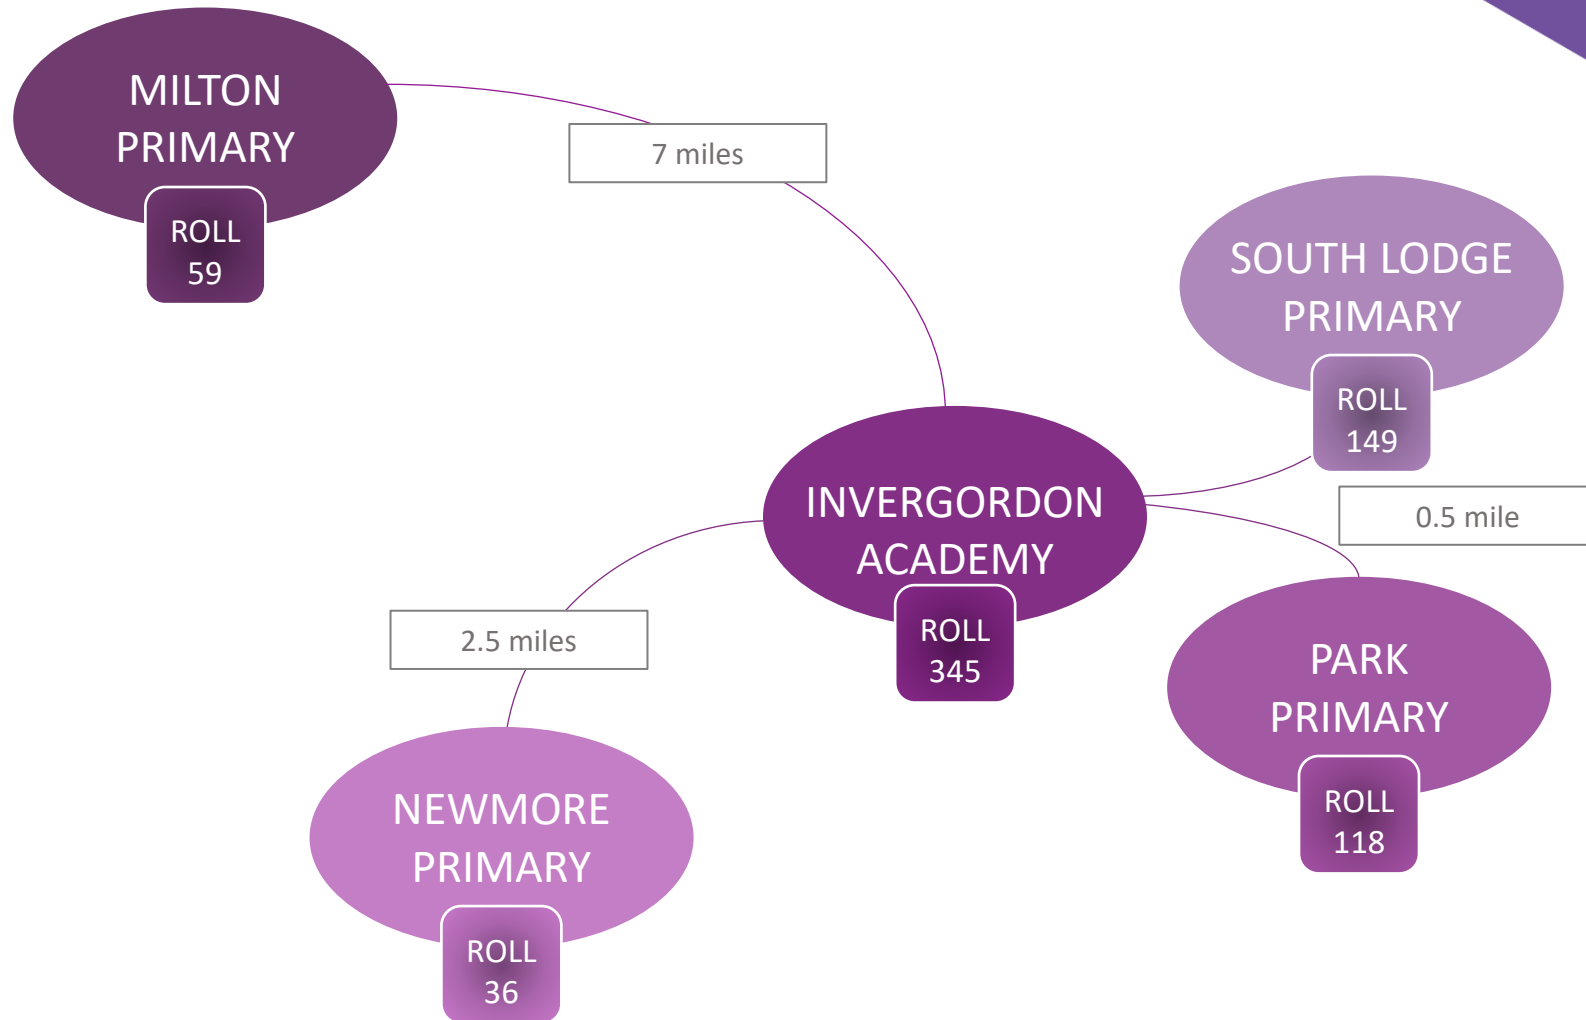 MILTON
PRIMARY
ROLL
59
7 miles
SOUTH LODGE
PRIMARY
ROLL
149
INVERGORDON
ACADEMY
ROLL
345
0.5 mile
2.5 miles
PARK
PRIMARY
ROLL
118
NEWMORE
PRIMARY
ROLL
36